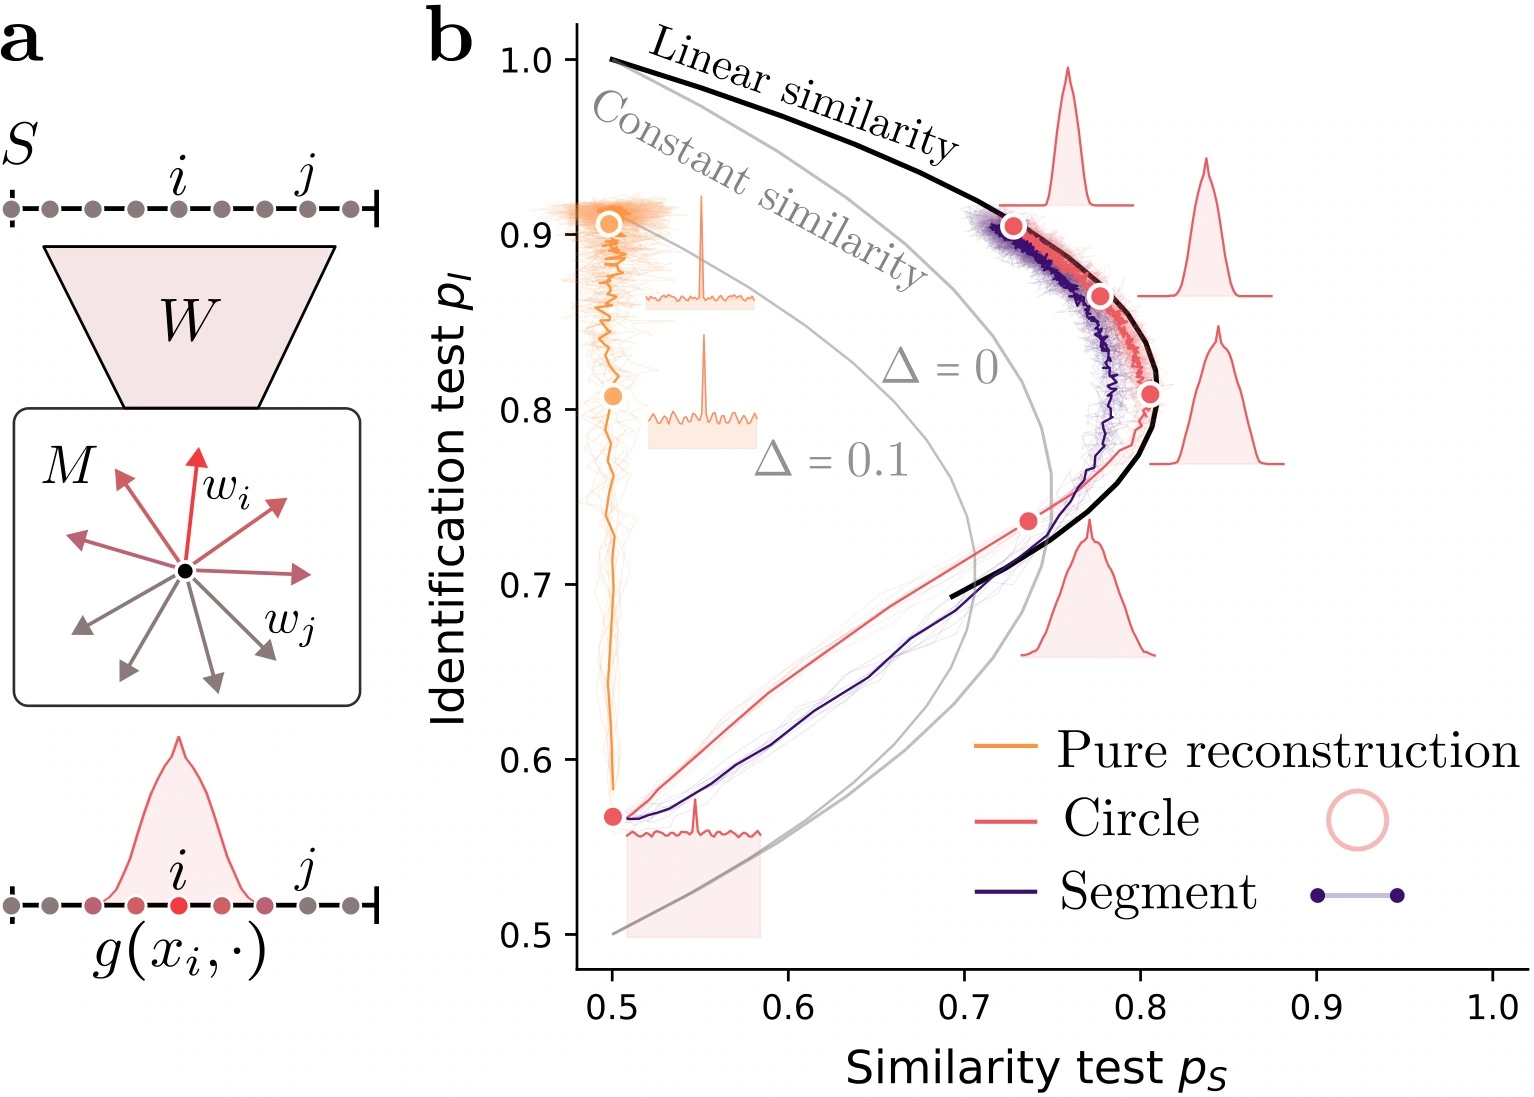 a
S
i
j
W
M
w_i
w_j
i
j
g(x_i, ·)
b
Identification test p_I
1.0
0.9
0.8
0.7
0.6
0.5
Linear similarity
Constant similarity
Δ = 0
Δ = 0.1
Pure reconstruction
Circle
Segment
0.5 0.6 0.7 0.8 0.9 1.0
Similarity test p_S